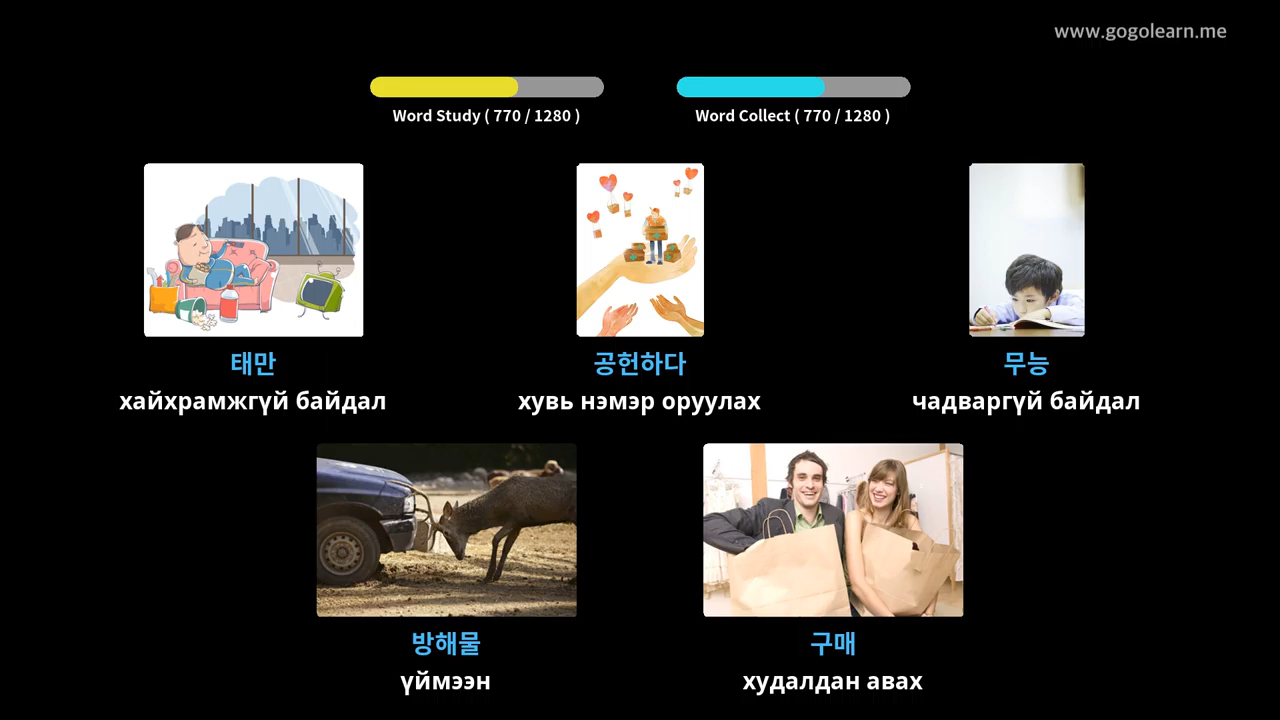 www.gogolearn.me
Word Study ( 770 / 1280 )
Word Collect ( 770 / 1280 )
태만
хайхрамжгүй байдал
공헌하다
хувь нэмэр оруулах
무능
чадваргүй байдал
방해물
үймээн
구매
худалдан авах